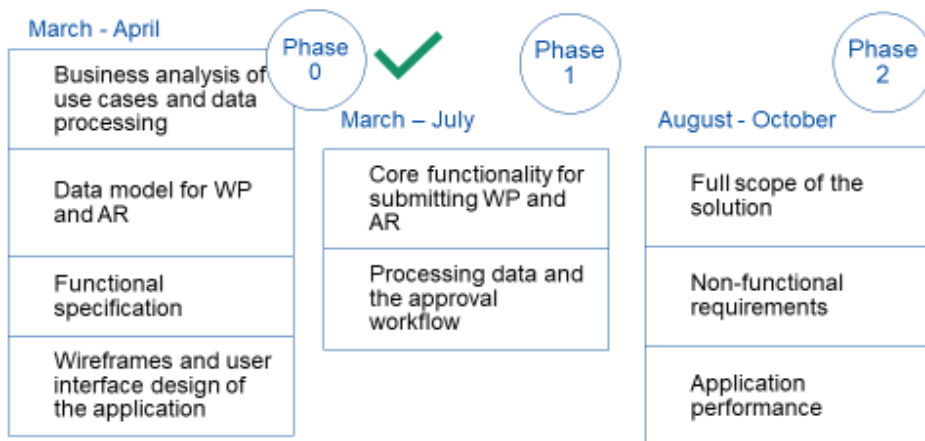 March - April
Phase
0
Business analysis of
use cases and data
processing
Data model for WP
and AR
Functional
specification
Wireframes and user
interface design of
the application
Phase
1
March – July
Core functionality for
submitting WP and
AR
Processing data and
the approval
workflow
Phase
2
August - October
Full scope of the
solution
Non-functional
requirements
Application
performance